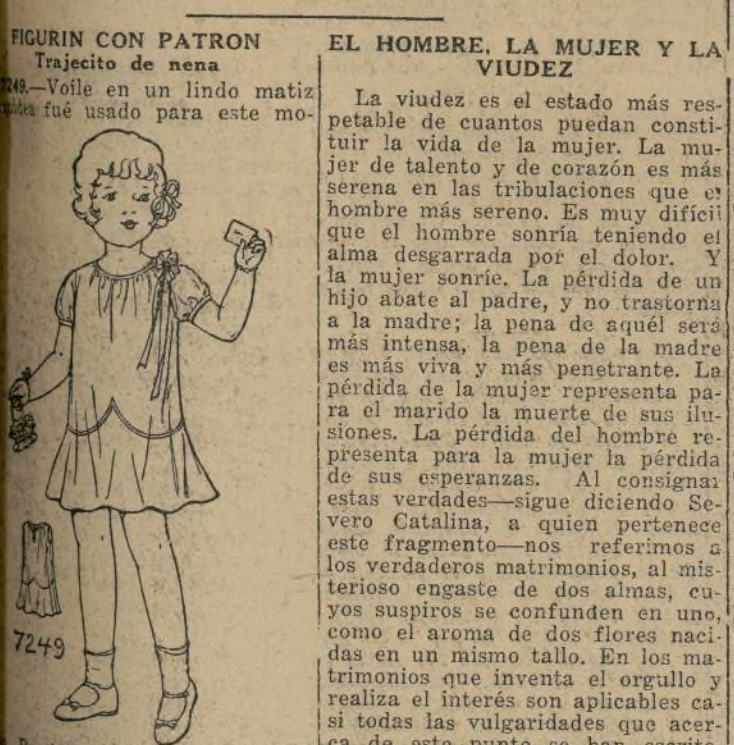 FIGURIN CON PATRON
Trajecito de nena
7249.—Voile en un lindo matiz
fué usado para este mo-
7249
EL HOMBRE, LA MUJER Y LA
VIUDEZ
La viudez es el estado más res-
petable de cuantos puedan consti-
tuir la vida de la mujer. La mu-
jer de talento y de corazón es más
serena en las tribulaciones que el
hombre más sereno. Es muy difícil
que el hombre sonría teniendo el
alma desgarrada por el dolor. Y
la mujer sonríe. La pérdida de un
hijo abate al padre, y no trastorna
a la madre; la pena de aquél será
más intensa, la pena de la madre
es más viva y más penetrante. La
pérdida de la mujer representa pa-
ra el marido la muerte de sus ilu-
siones. La pérdida del hombre re-
presenta para la mujer la pérdida
de sus esperanzas. Al consignar
estas verdades—sigue diciendo Se-
vero Catalina, a quien pertenece
este fragmento—nos referimos a
los verdaderos matrimonios, al mis-
terioso engaste de dos almas, cu-
yos suspiros se confunden en uno,
como el aroma de dos flores naci-
das en un mismo tallo. En los ma-
trimonios que inventa el orgullo y
realiza el interés son aplicables ca-
si todas las vulgaridades que acer-
ca de este punto se han escrito